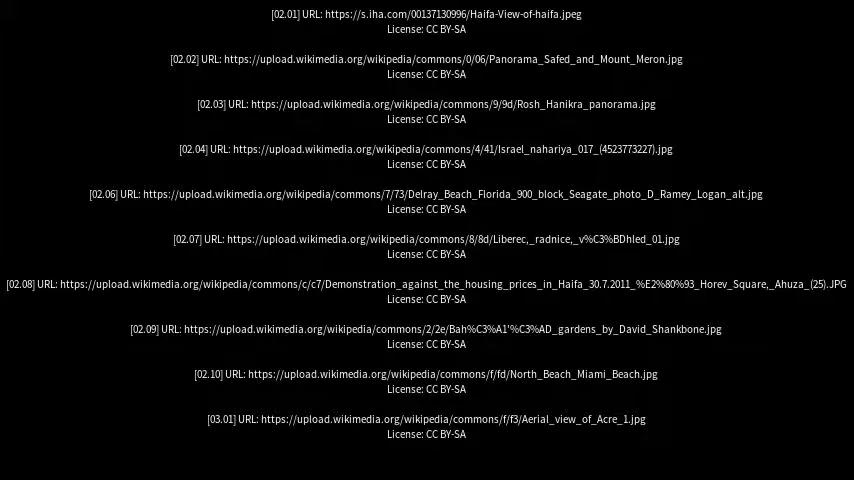 [02.01] URL: https://s.iha.com/00137130996/Haifa-View-of-haifa.jpeg
License: CC BY-SA
[02.02] URL: https://upload.wikimedia.org/wikipedia/commons/0/06/Panorama_Safed_and_Mount_Meron.jpg
License: CC BY-SA
[02.03] URL: https://upload.wikimedia.org/wikipedia/commons/9/9d/Rosh_Hanikra_panorama.jpg
License: CC BY-SA
[02.04] URL: https://upload.wikimedia.org/wikipedia/commons/4/41/Israel_nahariya_017_(4523773227).jpg
License: CC BY-SA
[02.06] URL: https://upload.wikimedia.org/wikipedia/commons/7/73/Delray_Beach_Florida_900_block_Seagate_photo_D_Ramey_Logan_alt.jpg
License: CC BY-SA
[02.07] URL: https://upload.wikimedia.org/wikipedia/commons/8/8d/Liberec,_radnice,_v%C3%BDhled_01.jpg
License: CC BY-SA
[02.08] URL: https://upload.wikimedia.org/wikipedia/commons/c/c7/Demonstration_against_the_housing_prices_in_Haifa_30.7.2011_%E2%80%93_Horev_Square,_Ahuza_(25).JPG
License: CC BY-SA
[02.09] URL: https://upload.wikimedia.org/wikipedia/commons/2/2e/Bah%C3%A1'%C3%AD_gardens_by_David_Shankbone.jpg
License: CC BY-SA
[02.10] URL: https://upload.wikimedia.org/wikipedia/commons/f/fd/North_Beach_Miami_Beach.jpg
License: CC BY-SA
[03.01] URL: https://upload.wikimedia.org/wikipedia/commons/f/f3/Aerial_view_of_Acre_1.jpg
License: CC BY-SA